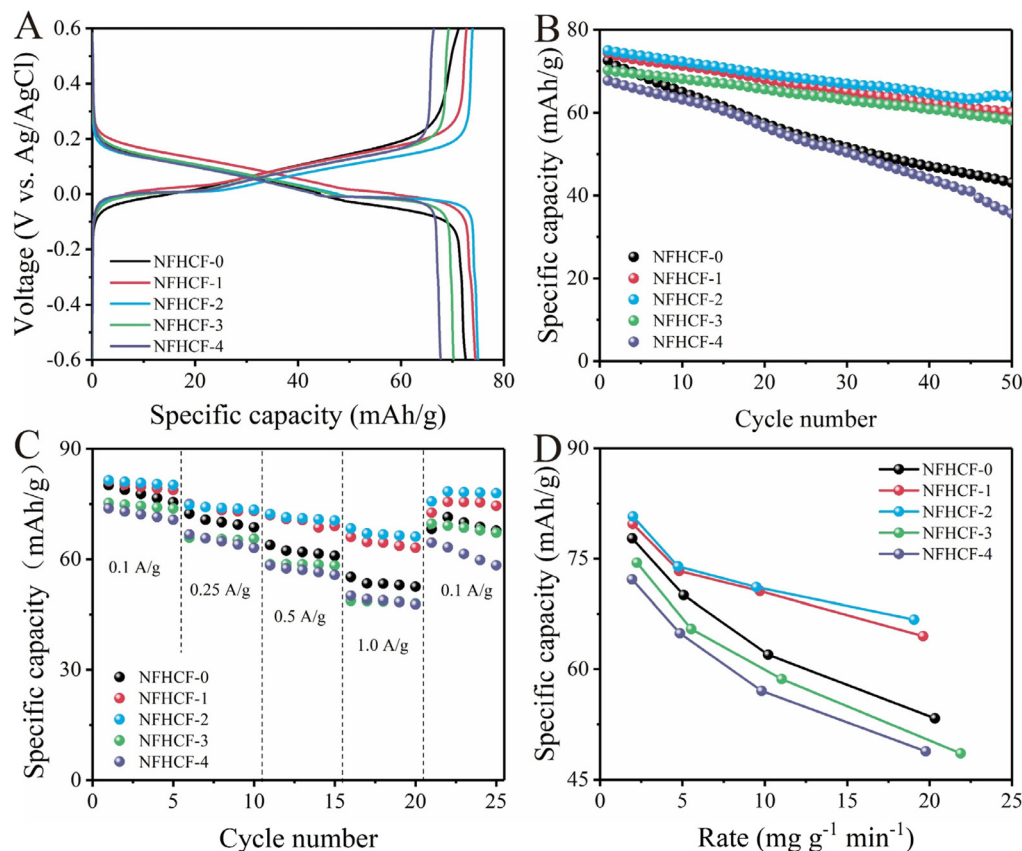 A
0.6
0.4
0.2
0.0
-0.2
-0.4
-0.6
Voltage (V vs. Ag/AgCl)
NFHCF-0
NFHCF-1
NFHCF-2
NFHCF-3
NFHCF-4
0 20 40 60 80
Specific capacity (mAh/g)
B
80
60
40
20
0
Specific capacity (mAh/g)
NFHCF-0
NFHCF-1
NFHCF-2
NFHCF-3
NFHCF-4
0 10 20 30 40 50
Cycle number
C
90
60
30
0
Specific capacity (mAh/g)
0.1 A/g
0.25 A/g
0.5 A/g
1.0 A/g
0.1 A/g
NFHCF-0
NFHCF-1
NFHCF-2
NFHCF-3
NFHCF-4
0 5 10 15 20 25
Cycle number
D
90
75
60
45
Specific capacity (mAh/g)
NFHCF-0
NFHCF-1
NFHCF-2
NFHCF-3
NFHCF-4
0 5 10 15 20 25
Rate (mg g⁻¹ min⁻¹)